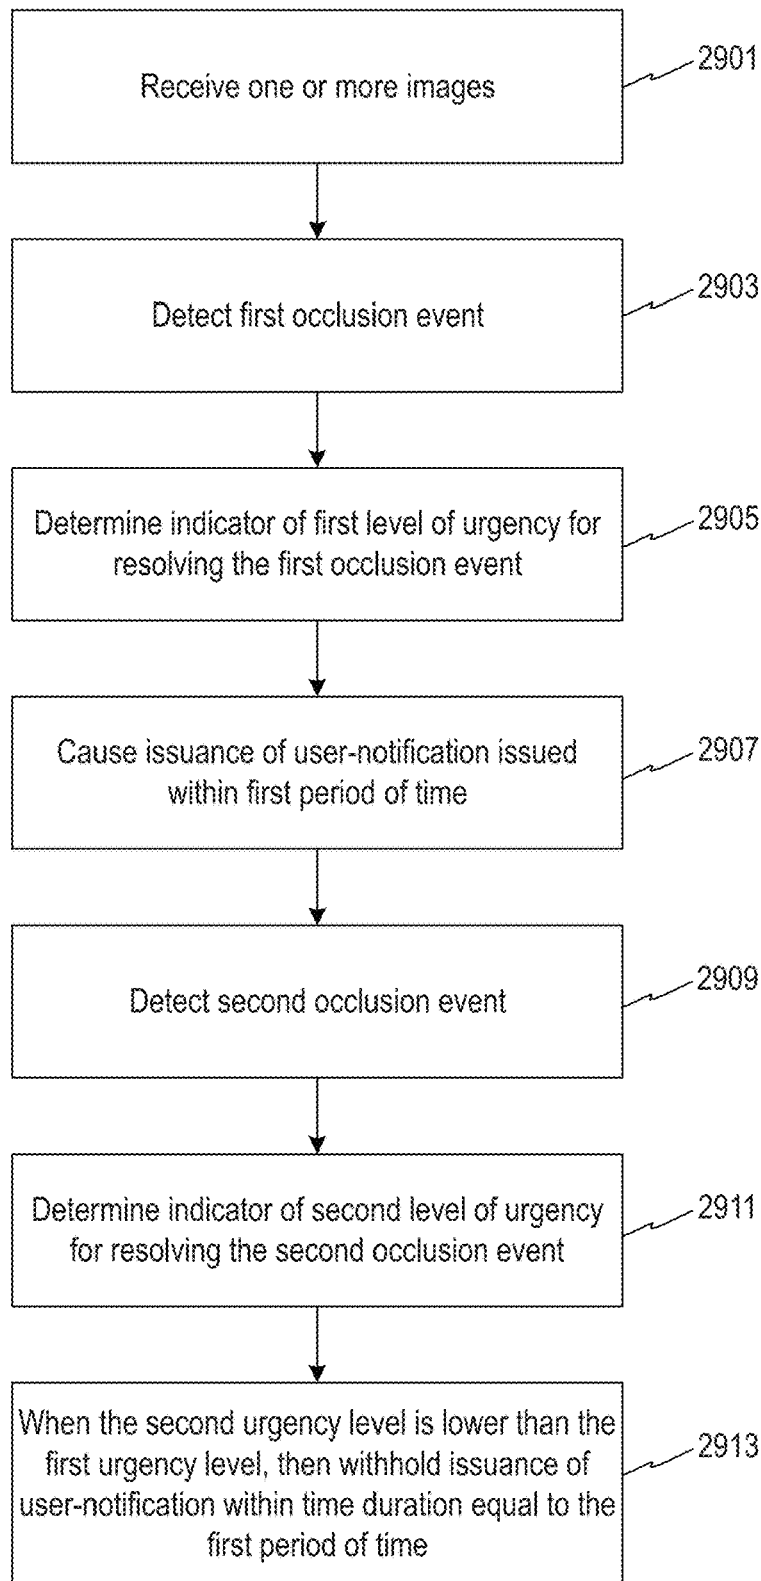 Receive one or more images
2901
Detect first occlusion event
2903
Determine indicator of first level of urgency for
resolving the first occlusion event
2905
Cause issuance of user-notification issued
within first period of time
2907
Detect second occlusion event
2909
Determine indicator of second level of urgency
for resolving the second occlusion event
2911
When the second urgency level is lower than the
first urgency level, then withhold issuance of
user-notification within time duration equal to the
first period of time
2913